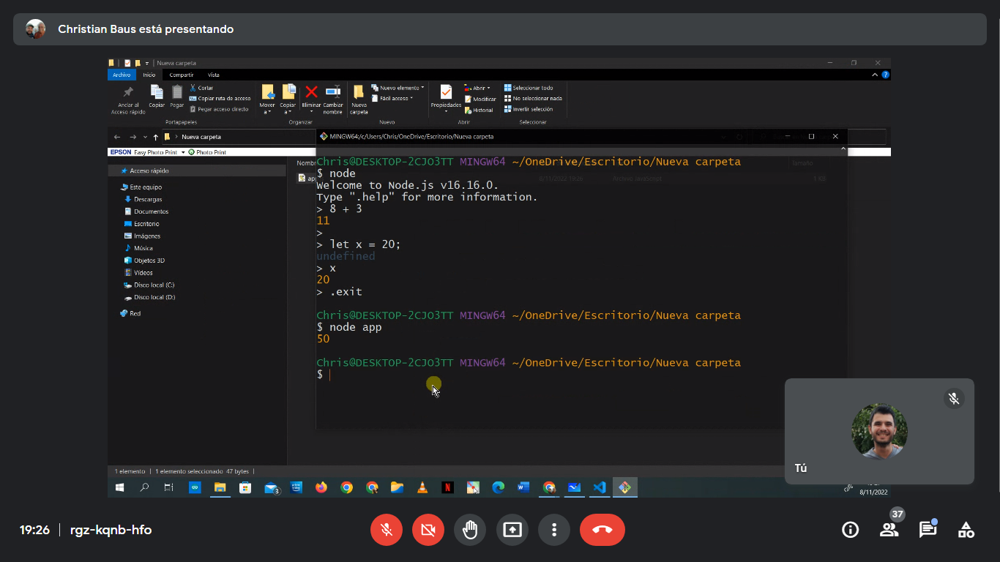 Christian Baus está presentando
Nueva carpeta
Archivo Inicio Compartir Vista
Anclar al Acceso rápido
Copiar
Pegar
Cortar
Copiar ruta de acceso
Pegar acceso directo
Portapapeles
Mover a
Copiar a
Eliminar
Cambiar nombre
Organizar
Nueva carpeta
Nuevo elemento
Fácil acceso
Nuevo
Propiedades
Abrir
Modificar
Historial
Abrir
Seleccionar todo
No seleccionar nada
Invertir selección
Seleccionar
Nueva carpeta
MINGW64:/c/Users/Chris/OneDrive/Escritorio/Nueva carpeta
EPSON Easy Photo Print Photo Print
Nombr
Tamaño
app
8/11/2022 19:26
Archivo JavaScript
1 KB
Acceso rápido
Este equipo
Descargas
Documentos
Escritorio
Imágenes
Música
Objetos 3D
Vídeos
Disco local (C:)
Disco local (D:)
Red
Chris@DESKTOP-2CJO3TT MINGW64 ~/OneDrive/Escritorio/Nueva carpeta
$ node
Welcome to Node.js v16.16.0.
Type ".help" for more information.
> 8 + 3
11
>
> let x = 20;
undefined
> x
20
> .exit
Chris@DESKTOP-2CJO3TT MINGW64 ~/OneDrive/Escritorio/Nueva carpeta
$ node app
50
Chris@DESKTOP-2CJO3TT MINGW64 ~/OneDrive/Escritorio/Nueva carpeta
$
1 elemento 1 elemento seleccionado 47 bytes
Tú
3
8/11/2022
19:26 rgz-kqnb-hfo
37